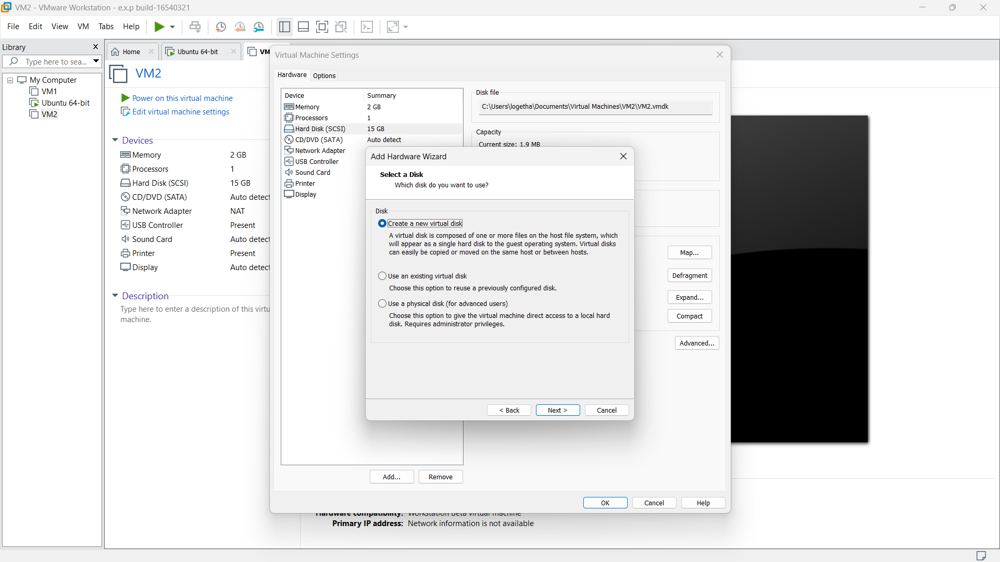 VM2 - VMware Workstation - e.x.p build-16540321
File Edit View VM Tabs Help
Library
Type here to sea...
My Computer
VM1
Ubuntu 64-bit
VM2
Home
Ubuntu 64-bit
VM
VM2
Power on this virtual machine
Edit virtual machine settings
Devices
Memory 2 GB
Processors 1
Hard Disk (SCSI) 15 GB
CD/DVD (SATA) Auto detect
Network Adapter NAT
USB Controller Present
Sound Card Auto detect
Printer Present
Display Auto detect
Description
Type here to enter a description of this virtu
machine.
Virtual Machine Settings
Hardware Options
Device Summary
Memory 2 GB
Processors 1
Hard Disk (SCSI) 15 GB
CD/DVD (SATA) Auto detect
Network Adapter
USB Controller
Sound Card
Printer
Display
Add... Remove
Disk file
C:\Users\logetha\Documents\Virtual Machines\VM2\VM2.vmdk
Capacity
Current size: 1.9 MB
Map...
Defragment
Expand...
Compact
Advanced...
OK Cancel Help
Add Hardware Wizard
Select a Disk
Which disk do you want to use?
Disk
Create a new virtual disk
A virtual disk is composed of one or more files on the host file system, which
will appear as a single hard disk to the guest operating system. Virtual disks
can easily be copied or moved on the same host or between hosts.
Use an existing virtual disk
Choose this option to reuse a previously configured disk.
Use a physical disk (for advanced users)
Choose this option to give the virtual machine direct access to a local hard
disk. Requires administrator privileges.
< Back Next > Cancel
Hardware compatibility: Workstation Beta virtual machine
Primary IP address: Network information is not available